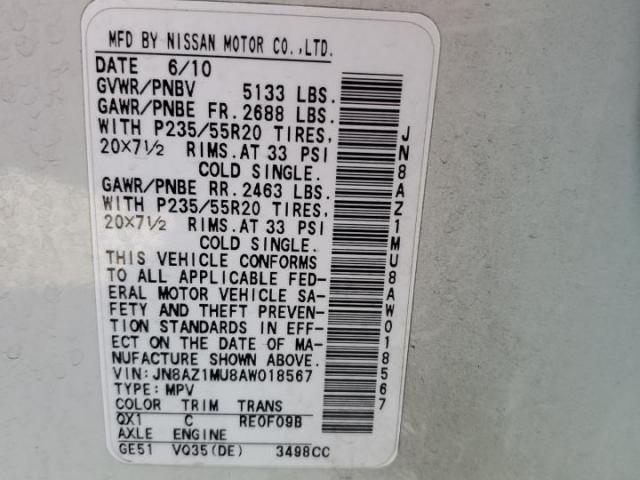 MFD BY NISSAN MOTOR CO.,LTD.
DATE 6/10
GVWR/PNBV 5133 LBS.
GAWR/PNBE FR. 2688 LBS.
WITH P235/55R20 TIRES,
20×7½ RIMS.AT 33 PSI
COLD SINGLE.
GAWR/PNBE RR. 2463 LBS.
WITH P235/55R20 TIRES,
20×7½ RIMS.AT 33 PSI
COLD SINGLE.
THIS VEHICLE CONFORMS
TO ALL APPLICABLE FED-
ERAL MOTOR VEHICLE SA-
FETY AND THEFT PREVEN-
TION STANDARDS IN EFF-
ECT ON THE DATE OF MA-
NUFACTURE SHOWN ABOVE.
VIN:JN8AZ1MU8AW018567
TYPE:MPV
COLOR TRIM TRANS
QX1 C RE0F09B
AXLE ENGINE
GE51 VQ35(DE) 3498CC
JN8AZ1MU8AW018567